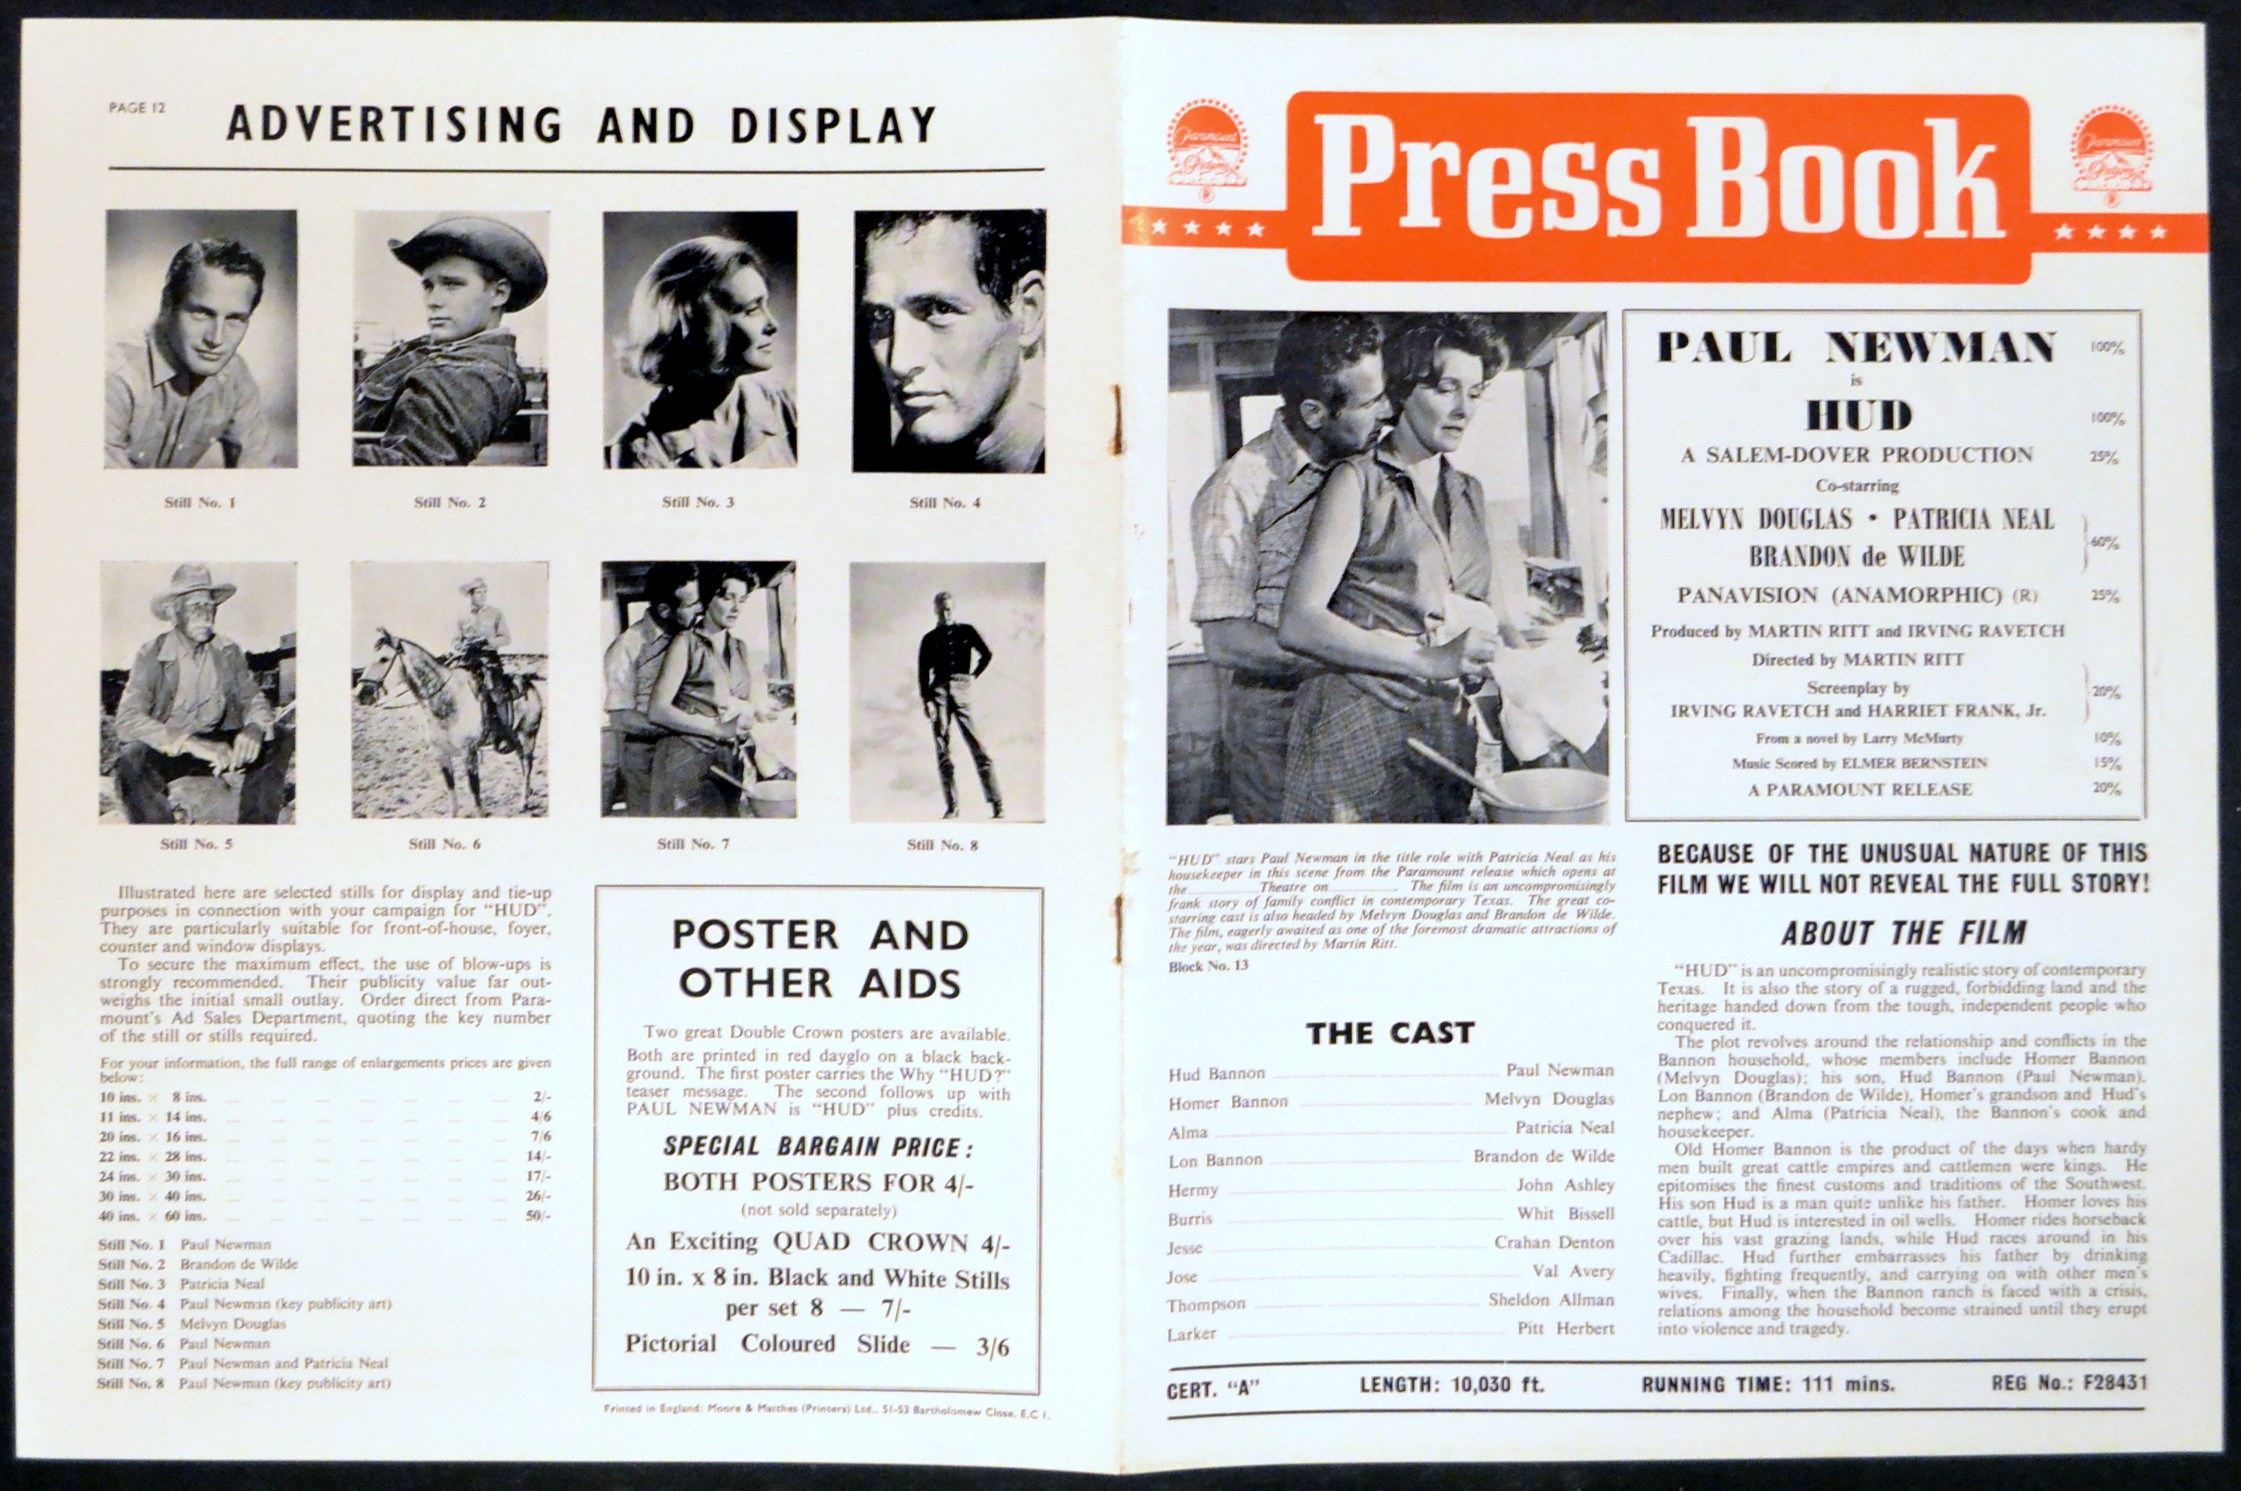 PAGE 12
ADVERTISING AND DISPLAY
Still No. 1
Still No. 2
Still No. 3
Still No. 4
Still No. 5
Still No. 6
Still No. 7
Still No. 8
Illustrated here are selected stills for display and tie-up
purposes in connection with your campaign for "HUD".
They are particularly suitable for front-of-house, foyer,
counter and window displays.
To secure the maximum effect, the use of blow-ups is
strongly recommended. Their publicity value far out-
weighs the initial small outlay. Order direct from Para-
mount's Ad Sales Department, quoting the key number
of the still or stills required.
For your information, the full range of enlargements prices are given
below:
10 ins. × 8 ins. 2/-
11 ins. × 14 ins. 4/6
20 ins. × 16 ins. 7/6
22 ins. × 28 ins. 14/-
24 ins. × 30 ins. 17/-
30 ins. × 40 ins. 26/-
40 ins. × 60 ins. 50/-
Still No. 1 Paul Newman
Still No. 2 Brandon de Wilde
Still No. 3 Patricia Neal
Still No. 4 Paul Newman (key publicity art)
Still No. 5 Melvyn Douglas
Still No. 6 Paul Newman
Still No. 7 Paul Newman and Patricia Neal
Still No. 8 Paul Newman (key publicity art)
POSTER AND
OTHER AIDS
Two great Double Crown posters are available.
Both are printed in red dayglo on a black back-
ground. The first poster carries the Why "HUD?"
teaser message. The second follows up with
PAUL NEWMAN is "HUD" plus credits.
SPECIAL BARGAIN PRICE:
BOTH POSTERS FOR 4/-
(not sold separately)
An Exciting QUAD CROWN 4/-
10 in. x 8 in. Black and White Stills
per set 8 — 7/-
Pictorial Coloured Slide — 3/6
Printed in England: Moore & Matthes (Printers) Ltd., 51-53 Bartholomew Close, E.C 1.
Paramount
Pictures
®
Press Book
Paramount
Pictures
®
PAUL NEWMAN 100%
is
HUD 100%
A SALEM-DOVER PRODUCTION 25%
Co-starring
MELVYN DOUGLAS • PATRICIA NEAL
BRANDON de WILDE 60%
PANAVISION (ANAMORPHIC) (R) 25%
Produced by MARTIN RITT and IRVING RAVETCH
Directed by MARTIN RITT
Screenplay by 20%
IRVING RAVETCH and HARRIET FRANK, Jr.
From a novel by Larry McMurty 10%
Music Scored by ELMER BERNSTEIN 15%
A PARAMOUNT RELEASE 20%
"HUD" stars Paul Newman in the title role with Patricia Neal as his
housekeeper in this scene from the Paramount release which opens at
the Theatre on . The film is an uncompromisingly
frank story of family conflict in contemporary Texas. The great co-
starring cast is also headed by Melvyn Douglas and Brandon de Wilde.
The film, eagerly awaited as one of the foremost dramatic attractions of
the year, was directed by Martin Ritt.
Block No. 13
THE CAST
Hud Bannon Paul Newman
Homer Bannon Melvyn Douglas
Alma Patricia Neal
Lon Bannon Brandon de Wilde
Hermy John Ashley
Burris Whit Bissell
Jesse Crahan Denton
Jose Val Avery
Thompson Sheldon Allman
Larker Pitt Herbert
BECAUSE OF THE UNUSUAL NATURE OF THIS
FILM WE WILL NOT REVEAL THE FULL STORY!
ABOUT THE FILM
"HUD" is an uncompromisingly realistic story of contemporary
Texas. It is also the story of a rugged, forbidding land and the
heritage handed down from the tough, independent people who
conquered it.
The plot revolves around the relationship and conflicts in the
Bannon household, whose members include Homer Bannon
(Melvyn Douglas); his son, Hud Bannon (Paul Newman),
Lon Bannon (Brandon de Wilde), Homer's grandson and Hud's
nephew; and Alma (Patricia Neal), the Bannon's cook and
housekeeper.
Old Homer Bannon is the product of the days when hardy
men built great cattle empires and cattlemen were kings. He
epitomises the finest customs and traditions of the Southwest.
His son Hud is a man quite unlike his father. Homer loves his
cattle, but Hud is interested in oil wells. Homer rides horseback
over his vast grazing lands, while Hud races around in his
Cadillac. Hud further embarrasses his father by drinking
heavily, fighting frequently, and carrying on with other men's
wives. Finally, when the Bannon ranch is faced with a crisis,
relations among the household become strained until they erupt
into violence and tragedy.
CERT. "A" LENGTH: 10,030 ft. RUNNING TIME: 111 mins. REG No.: F28431